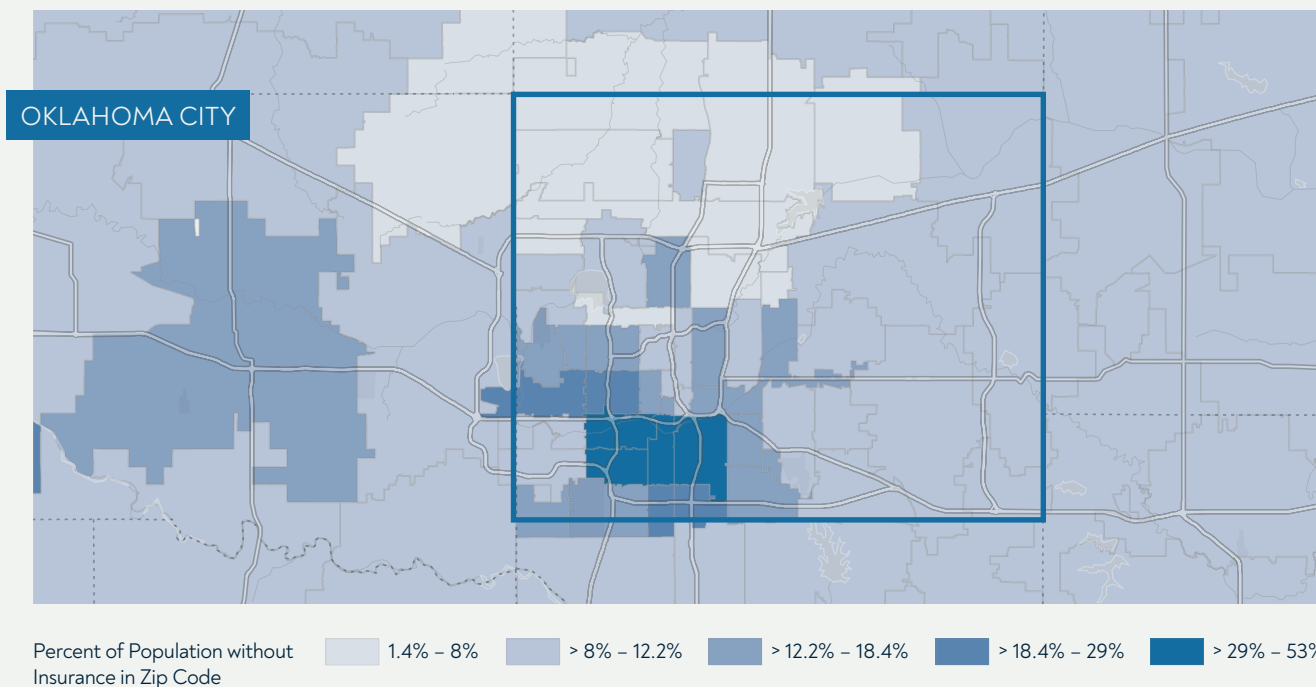 OKLAHOMA CITY
Percent of Population without
Insurance in Zip Code
1.4% – 8%
> 8% – 12.2%
> 12.2% – 18.4%
> 18.4% – 29%
> 29% – 53%